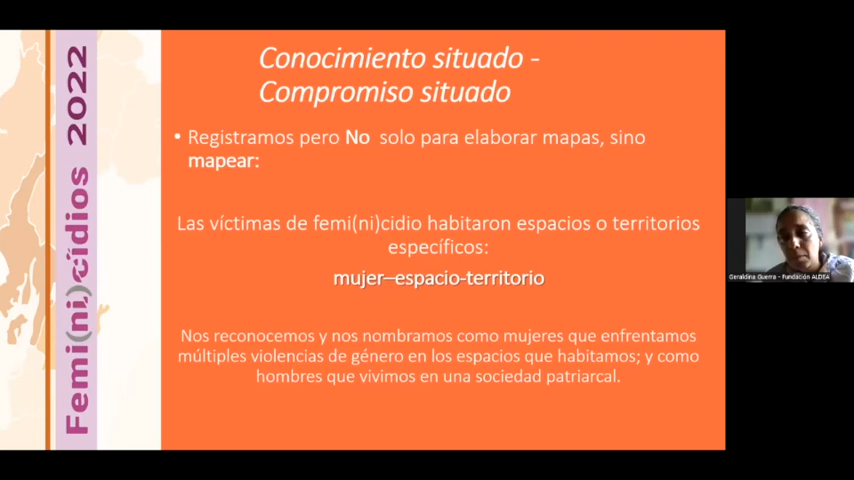 Femi(ni)cidios 2022
Conocimiento situado -
Compromiso situado
• Registramos pero No solo para elaborar mapas, sino
mapear:
Las víctimas de femi(ni)cidio habitaron espacios o territorios
específicos:
mujer–espacio-territorio
Nos reconocemos y nos nombramos como mujeres que enfrentamos
múltiples violencias de género en los espacios que habitamos; y como
hombres que vivimos en una sociedad patriarcal.
Geraldina Guerra - Fundación ALDEA